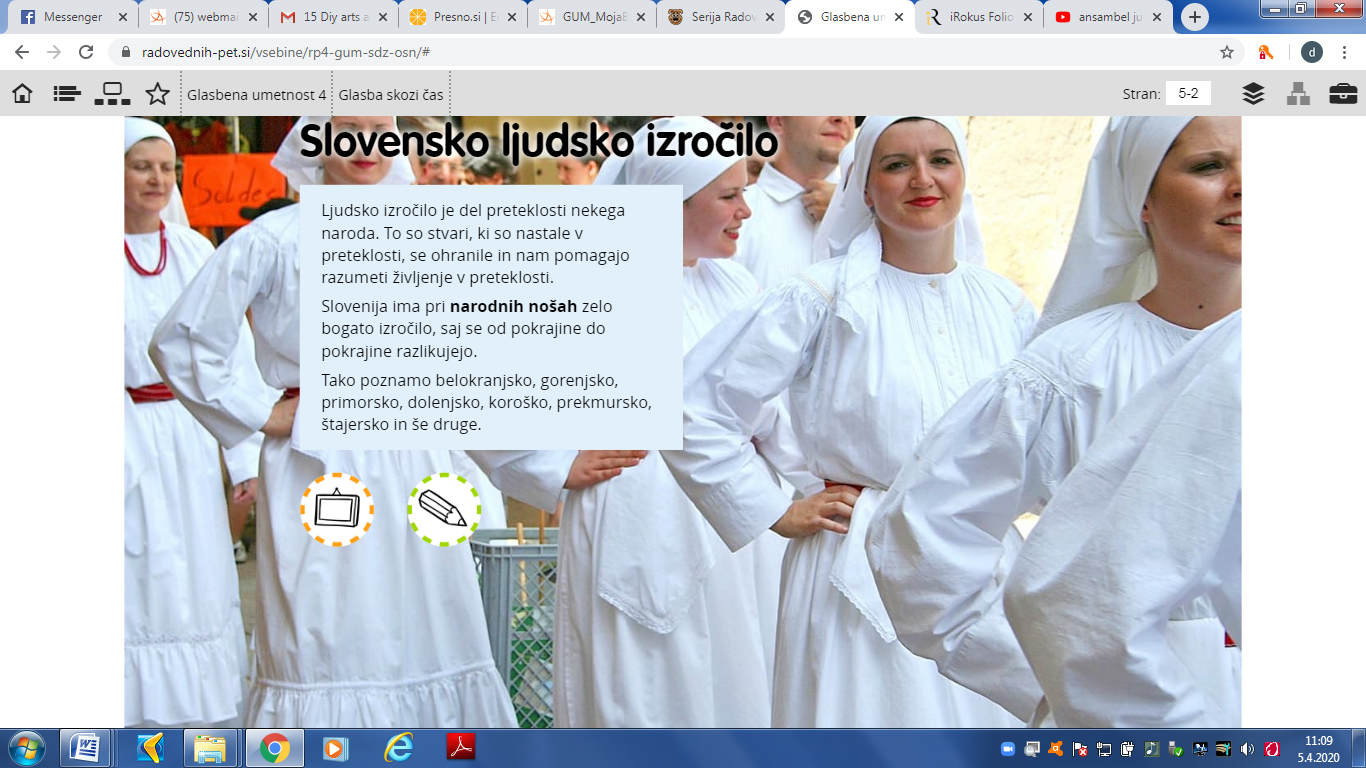 Messenger
(75) webmai
15 Diy arts a
Presno.si | E
GUM_MojaE
Serija Radov
Glasbena un
iRokus Folio
ansambel ju
radovednih-pet.si/vsebine/rp4-gum-sdz-osn/#
d
Glasbena umetnost 4 Glasba skozi čas
Stran: 5-2
Slovensko ljudsko izročilo
Soldes
Ljudsko izročilo je del preteklosti nekega
naroda. To so stvari, ki so nastale v
preteklosti, se ohranile in nam pomagajo
razumeti življenje v preteklosti.
Slovenija ima pri narodnih nošah zelo
bogato izročilo, saj se od pokrajine do
pokrajine razlikujejo.
Tako poznamo belokranjsko, gorenjsko,
primorsko, dolenjsko, koroško, prekmursko,
štajersko in še druge.
11:09
5.4.2020